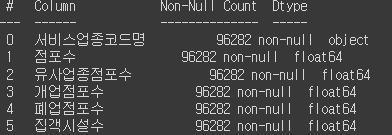 # Column Non-Null Count Dtype
--- ------ -------------- -----
0 서비스업종코드명 96282 non-null object
1 점포수 96282 non-null float64
2 유사업종점포수 96282 non-null float64
3 개업점포수 96282 non-null float64
4 폐업점포수 96282 non-null float64
5 집객시설수 96282 non-null float64